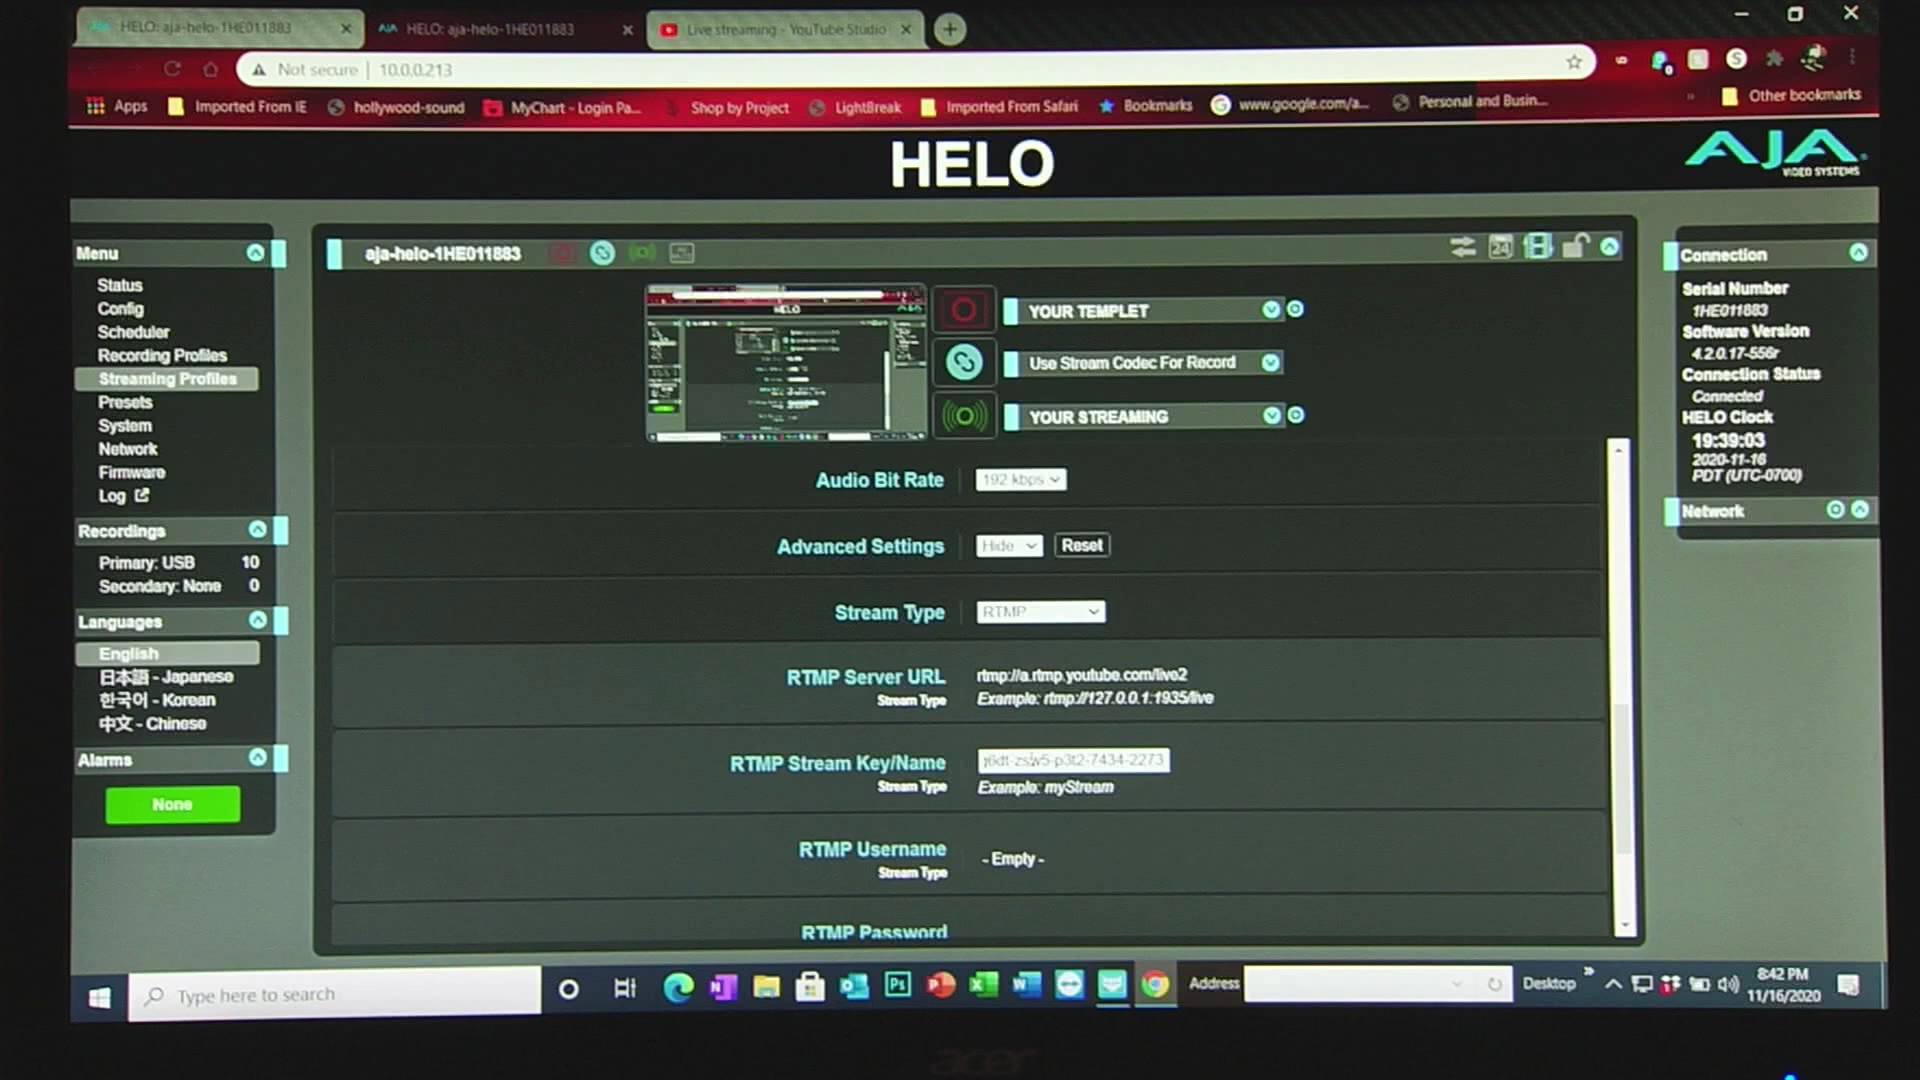 HELO: aja-helo-1HE011883
HELO: aja-helo-1HE011883
Live streaming - YouTube Studio
Not secure | 10.0.0.213
Apps
Imported From IE
hollywood-sound
MyChart - Login Pa...
Shop by Project
LightBreak
Imported From Safari
Bookmarks
www.google.com/a...
Personal and Busin...
Other bookmarks
HELO
AJA
VIDEO SYSTEMS
Menu
Status
Config
Scheduler
Recording Profiles
Streaming Profiles
Presets
System
Network
Firmware
Log
Recordings
Primary: USB 10
Secondary: None 0
Languages
English
日本語 - Japanese
한국어 - Korean
中文 - Chinese
Alarms
None
aja-helo-1HE011883
24
HELO
YOUR TEMPLET
Use Stream Codec For Record
YOUR STREAMING
Audio Bit Rate 192 kbps
Advanced Settings Hide Reset
Stream Type RTMP
RTMP Server URL rtmp://a.rtmp.youtube.com/live2
Stream Type Example: rtmp://127.0.0.1:1935/live
RTMP Stream Key/Name
Stream Type Example: myStream
RTMP Username - Empty -
Stream Type
RTMP Password
Connection
Serial Number
1HE011883
Software Version
4.2.0.17-556r
Connection Status
Connected
HELO Clock
19:39:03
2020-11-16
PDT (UTC-0700)
Network
Type here to search
Address
Desktop
8:42 PM
11/16/2020
acer